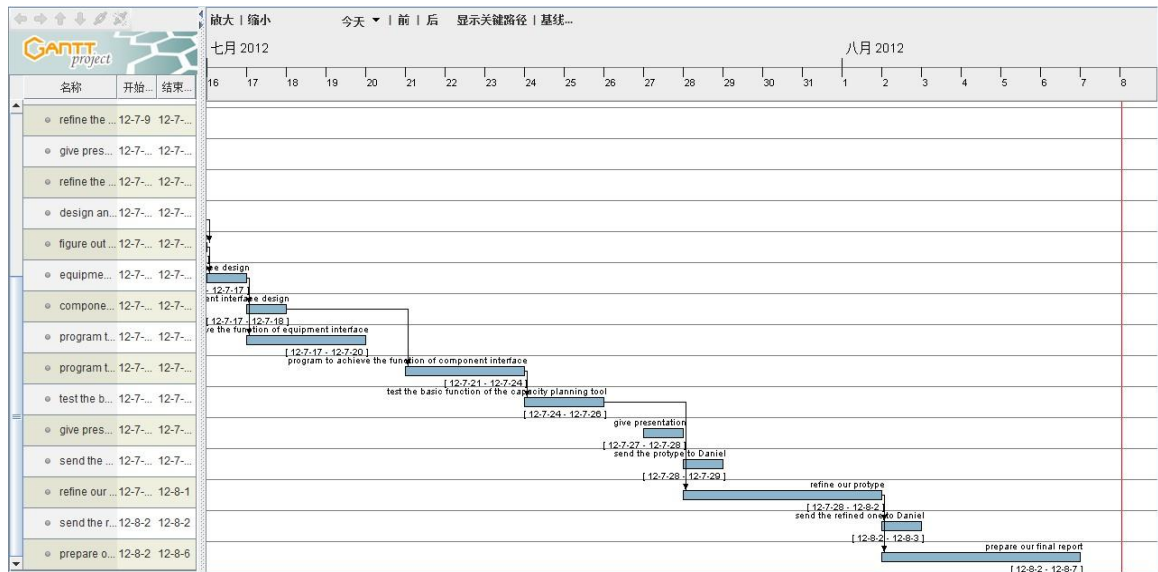 放大 | 缩小 今天 | 前 | 后 显示关键路径 | 基线...
GANTT project
七月 2012 八月 2012
名称 开始... 结束...
16 17 18 19 20 21 22 23 24 25 26 27 28 29 30 31 1 2 3 4 5 6 7 8
refine the ... 12-7-9 12-7-...
give pres... 12-7-... 12-7-...
refine the ... 12-7-... 12-7-...
design an... 12-7-... 12-7-...
figure out ... 12-7-... 12-7-...
equipme... 12-7-... 12-7-...
compone... 12-7-... 12-7-...
program t... 12-7-... 12-7-...
program t... 12-7-... 12-7-...
test the b... 12-7-... 12-7-...
give pres... 12-7-... 12-7-...
send the ... 12-7-... 12-7-...
refine our ... 12-7-... 12-8-1
send the r... 12-8-2 12-8-2
prepare o... 12-8-2 12-8-6
design
- 12-7-17 ]
interface design
[ 12-7-17 - 12-7-18 ]
the function of equipment interface
[ 12-7-17 - 12-7-20 ]
program to achieve the function of component interface
[ 12-7-21 - 12-7-24 ]
test the basic function of the capacity planning tool
[ 12-7-24 - 12-7-26 ]
give presentation
[ 12-7-27 - 12-7-28 ]
send the protype to Daniel
[ 12-7-28 - 12-7-29 ]
refine our protype
[ 12-7-28 - 12-8-2 ]
send the refined one to Daniel
[ 12-8-2 - 12-8-3 ]
prepare our final report
[ 12-8-2 - 12-8-7 ]